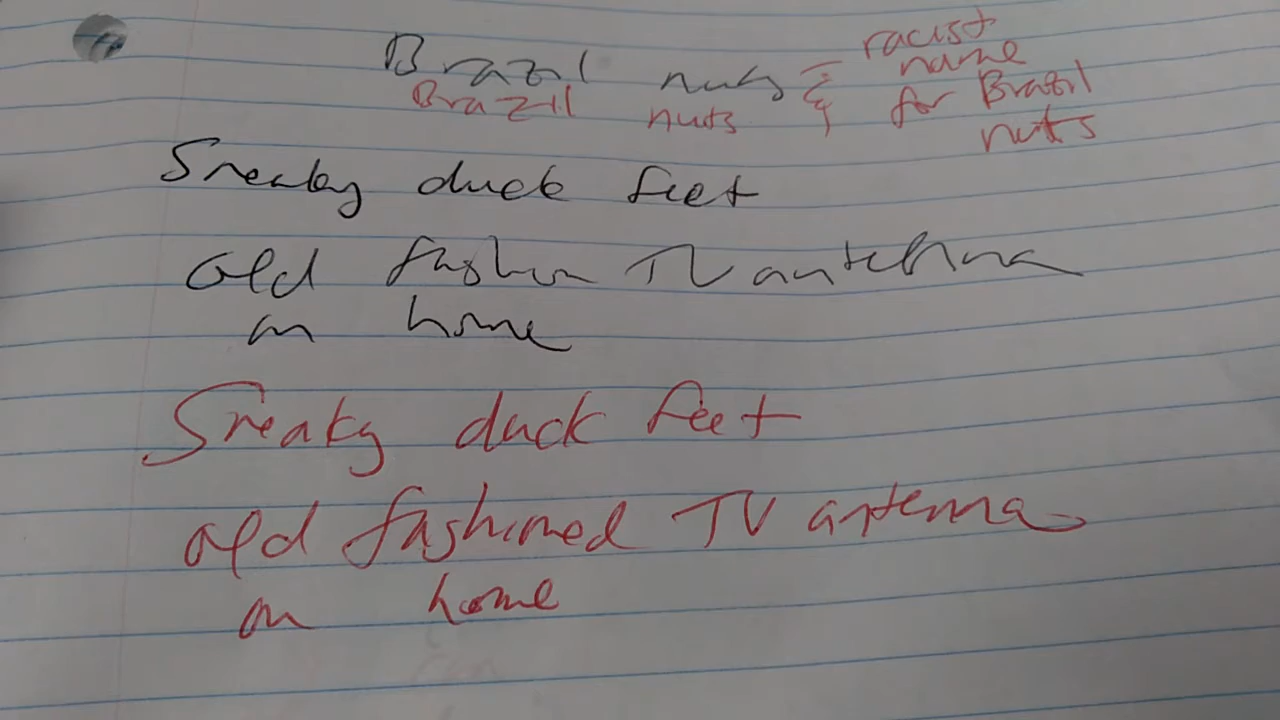 Brazil nuts & racist
name
Brazil nuts & for Brazil
nuts
Sneaky duck feet
old fashion TV antenna
on home
Sneaky duck feet
old fashioned TV antenna
on home